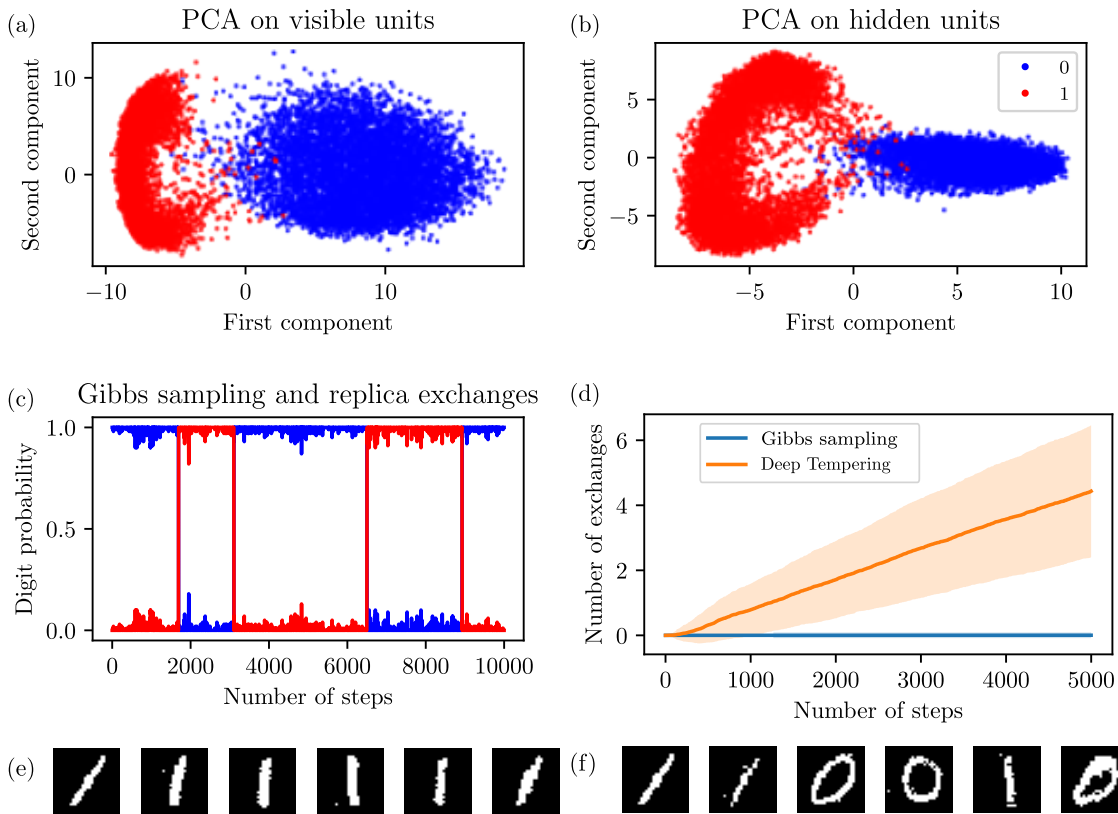 (a)
PCA on visible units
10
0
Second component
−10
0
10
First component
(b)
PCA on hidden units
0
1
5
0
−5
Second component
−5
0
5
10
First component
(c)
Gibbs sampling and replica exchanges
1.0
0.5
0.0
Digit probability
0
2000
4000
6000
8000
10000
Number of steps
(d)
Gibbs sampling
Deep Tempering
6
4
2
0
Number of exchanges
0
1000
2000
3000
4000
5000
Number of steps
(e)
(f)